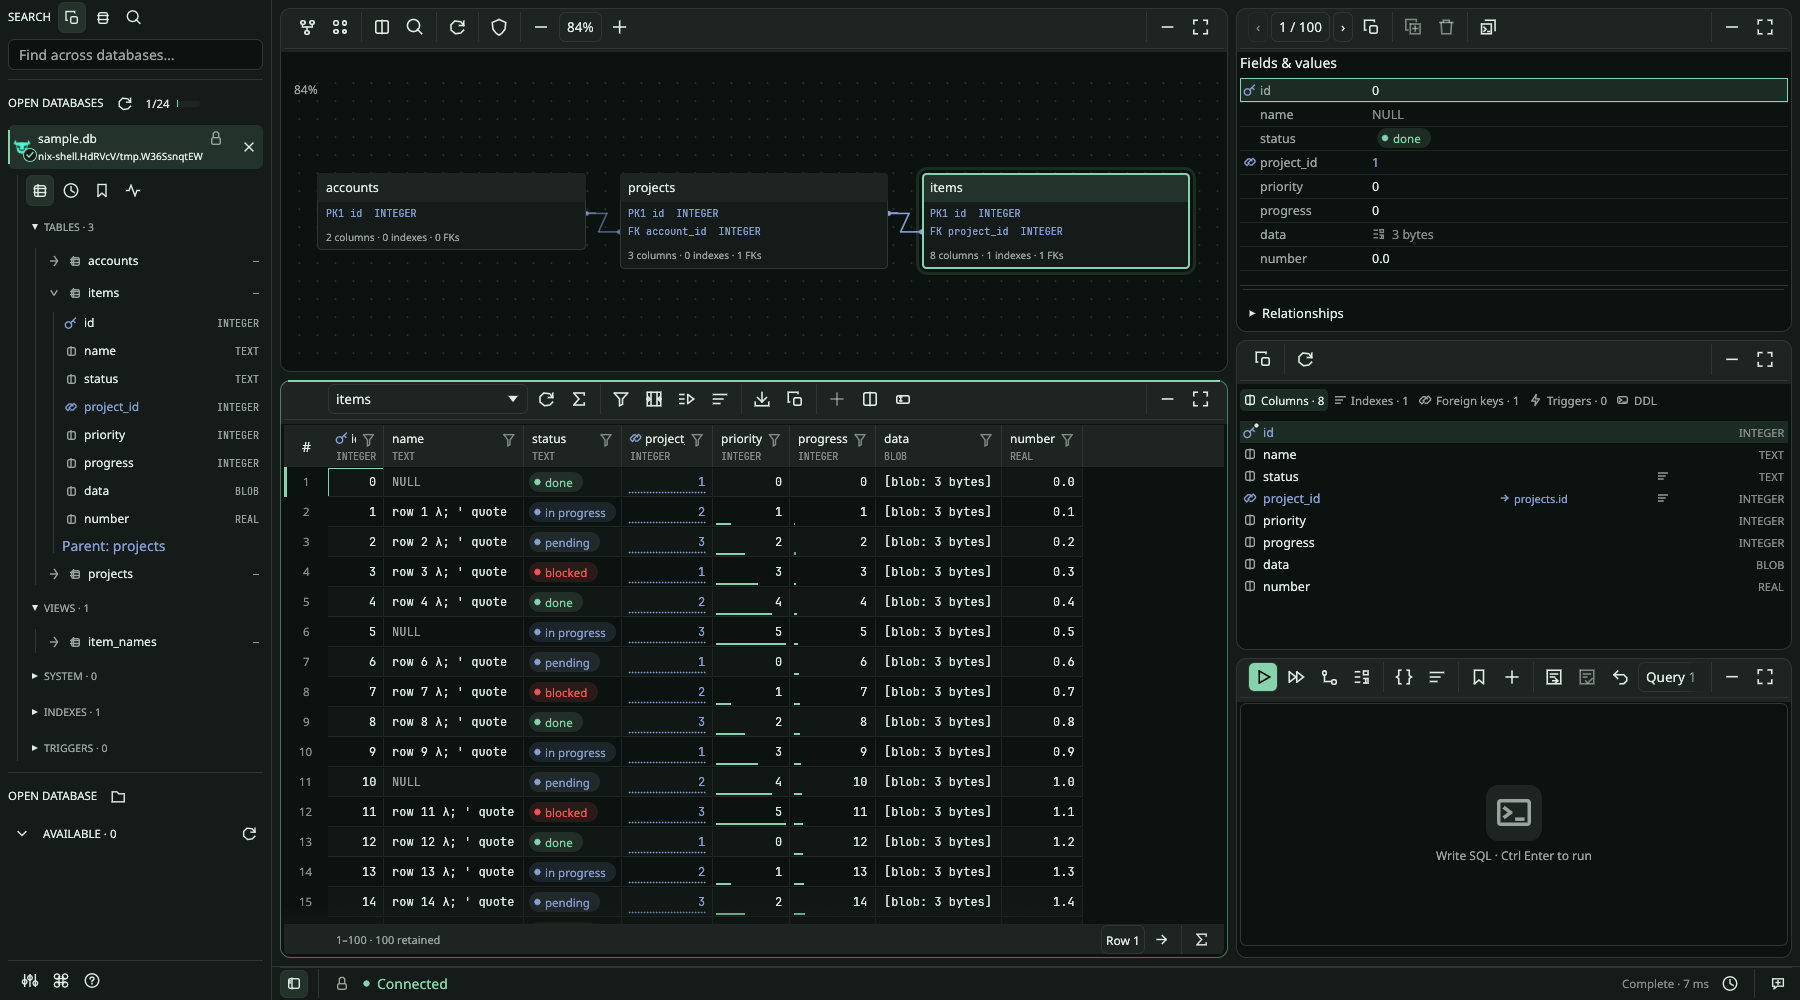 SEARCH
Find across databases...
OPEN DATABASES 1/24
sample.db
nix-shell.HdRVcV/tmp.W36SsnqtEW
TABLES · 3
accounts –
items –
id INTEGER
name TEXT
status TEXT
project_id INTEGER
priority INTEGER
progress INTEGER
data BLOB
number REAL
Parent: projects
projects –
VIEWS · 1
item_names –
SYSTEM · 0
INDEXES · 1
TRIGGERS · 0
OPEN DATABASE
AVAILABLE · 0
84%
84%
accounts
PK1 id INTEGER
2 columns · 0 indexes · 0 FKs
projects
PK1 id INTEGER
FK account_id INTEGER
3 columns · 0 indexes · 1 FKs
items
PK1 id INTEGER
FK project_id INTEGER
8 columns · 1 indexes · 1 FKs
items
# name status project priority progress data number
INTEGER TEXT TEXT INTEGER INTEGER INTEGER BLOB REAL
1 0 NULL done 1 0 0 [blob: 3 bytes] 0.0
2 1 row 1 λ; ' quote in progress 2 1 1 [blob: 3 bytes] 0.1
3 2 row 2 λ; ' quote pending 3 2 2 [blob: 3 bytes] 0.2
4 3 row 3 λ; ' quote blocked 1 3 3 [blob: 3 bytes] 0.3
5 4 row 4 λ; ' quote done 2 4 4 [blob: 3 bytes] 0.4
6 5 NULL in progress 3 5 5 [blob: 3 bytes] 0.5
7 6 row 6 λ; ' quote pending 1 0 6 [blob: 3 bytes] 0.6
8 7 row 7 λ; ' quote blocked 2 1 7 [blob: 3 bytes] 0.7
9 8 row 8 λ; ' quote done 3 2 8 [blob: 3 bytes] 0.8
10 9 row 9 λ; ' quote in progress 1 3 9 [blob: 3 bytes] 0.9
11 10 NULL pending 2 4 10 [blob: 3 bytes] 1.0
12 11 row 11 λ; ' quote blocked 3 5 11 [blob: 3 bytes] 1.1
13 12 row 12 λ; ' quote done 1 0 12 [blob: 3 bytes] 1.2
14 13 row 13 λ; ' quote in progress 2 1 13 [blob: 3 bytes] 1.3
15 14 row 14 λ; ' quote pending 3 2 14 [blob: 3 bytes] 1.4
1–100 · 100 retained Row 1
1 / 100
Fields & values
id 0
name NULL
status done
project_id 1
priority 0
progress 0
data 3 bytes
number 0.0
Relationships
Columns · 8 Indexes · 1 Foreign keys · 1 Triggers · 0 DDL
id INTEGER
name TEXT
status TEXT
project_id → projects.id INTEGER
priority INTEGER
progress INTEGER
data BLOB
number REAL
Query 1
Write SQL · Ctrl Enter to run
Connected Complete · 7 ms